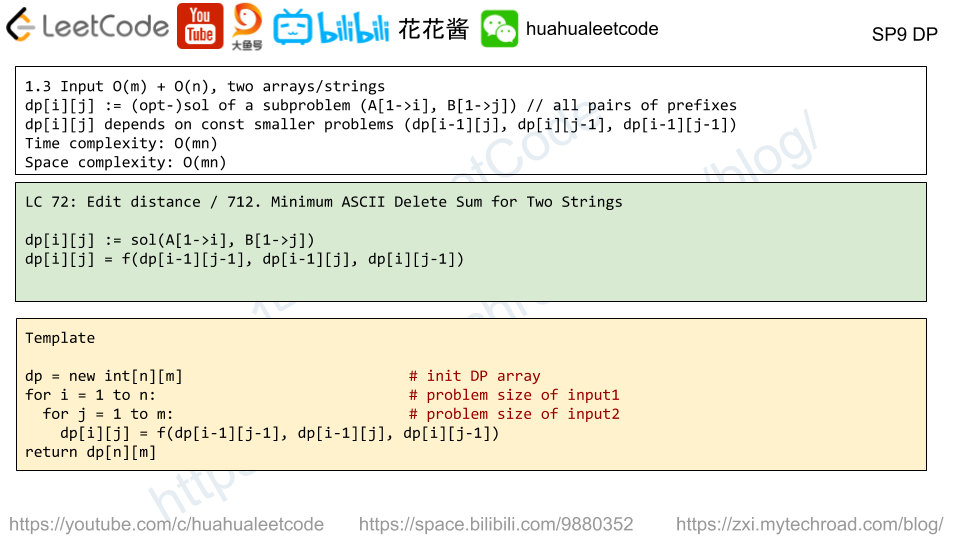 LeetCode You Tube 大鱼号 bilibili 花花酱 huahualeetcode
SP9 DP
1.3 Input O(m) + O(n), two arrays/strings
dp[i][j] := (opt-)sol of a subproblem (A[1->i], B[1->j]) // all pairs of prefixes
dp[i][j] depends on const smaller problems (dp[i-1][j], dp[i][j-1], dp[i-1][j-1])
Time complexity: O(mn)
Space complexity: O(mn)
LC 72: Edit distance / 712. Minimum ASCII Delete Sum for Two Strings
dp[i][j] := sol(A[1->i], B[1->j])
dp[i][j] = f(dp[i-1][j-1], dp[i-1][j], dp[i][j-1])
Template
dp = new int[n][m] # init DP array
for i = 1 to n: # problem size of input1
for j = 1 to m: # problem size of input2
dp[i][j] = f(dp[i-1][j-1], dp[i-1][j], dp[i][j-1])
return dp[n][m]
https://youtube.com/c/huahualeetcode https://space.bilibili.com/9880352 https://zxi.mytechroad.com/blog/